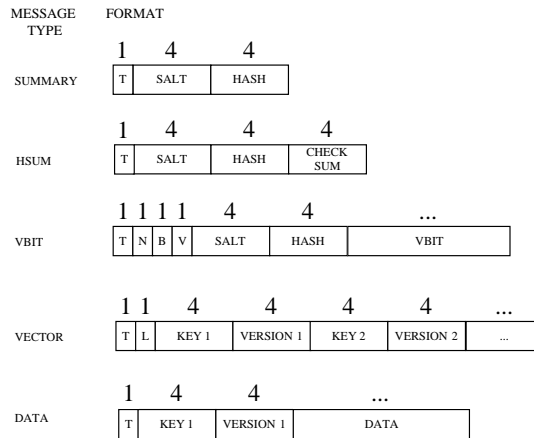 MESSAGE TYPE FORMAT
1 4 4
SUMMARY T SALT HASH
1 4 4 4
HSUM T SALT HASH CHECK SUM
1 1 1 1 4 4 ...
VBIT T N B V SALT HASH VBIT
1 1 4 4 4 4 ...
VECTOR T L KEY 1 VERSION 1 KEY 2 VERSION 2 ...
1 4 4 ...
DATA T KEY 1 VERSION 1 DATA